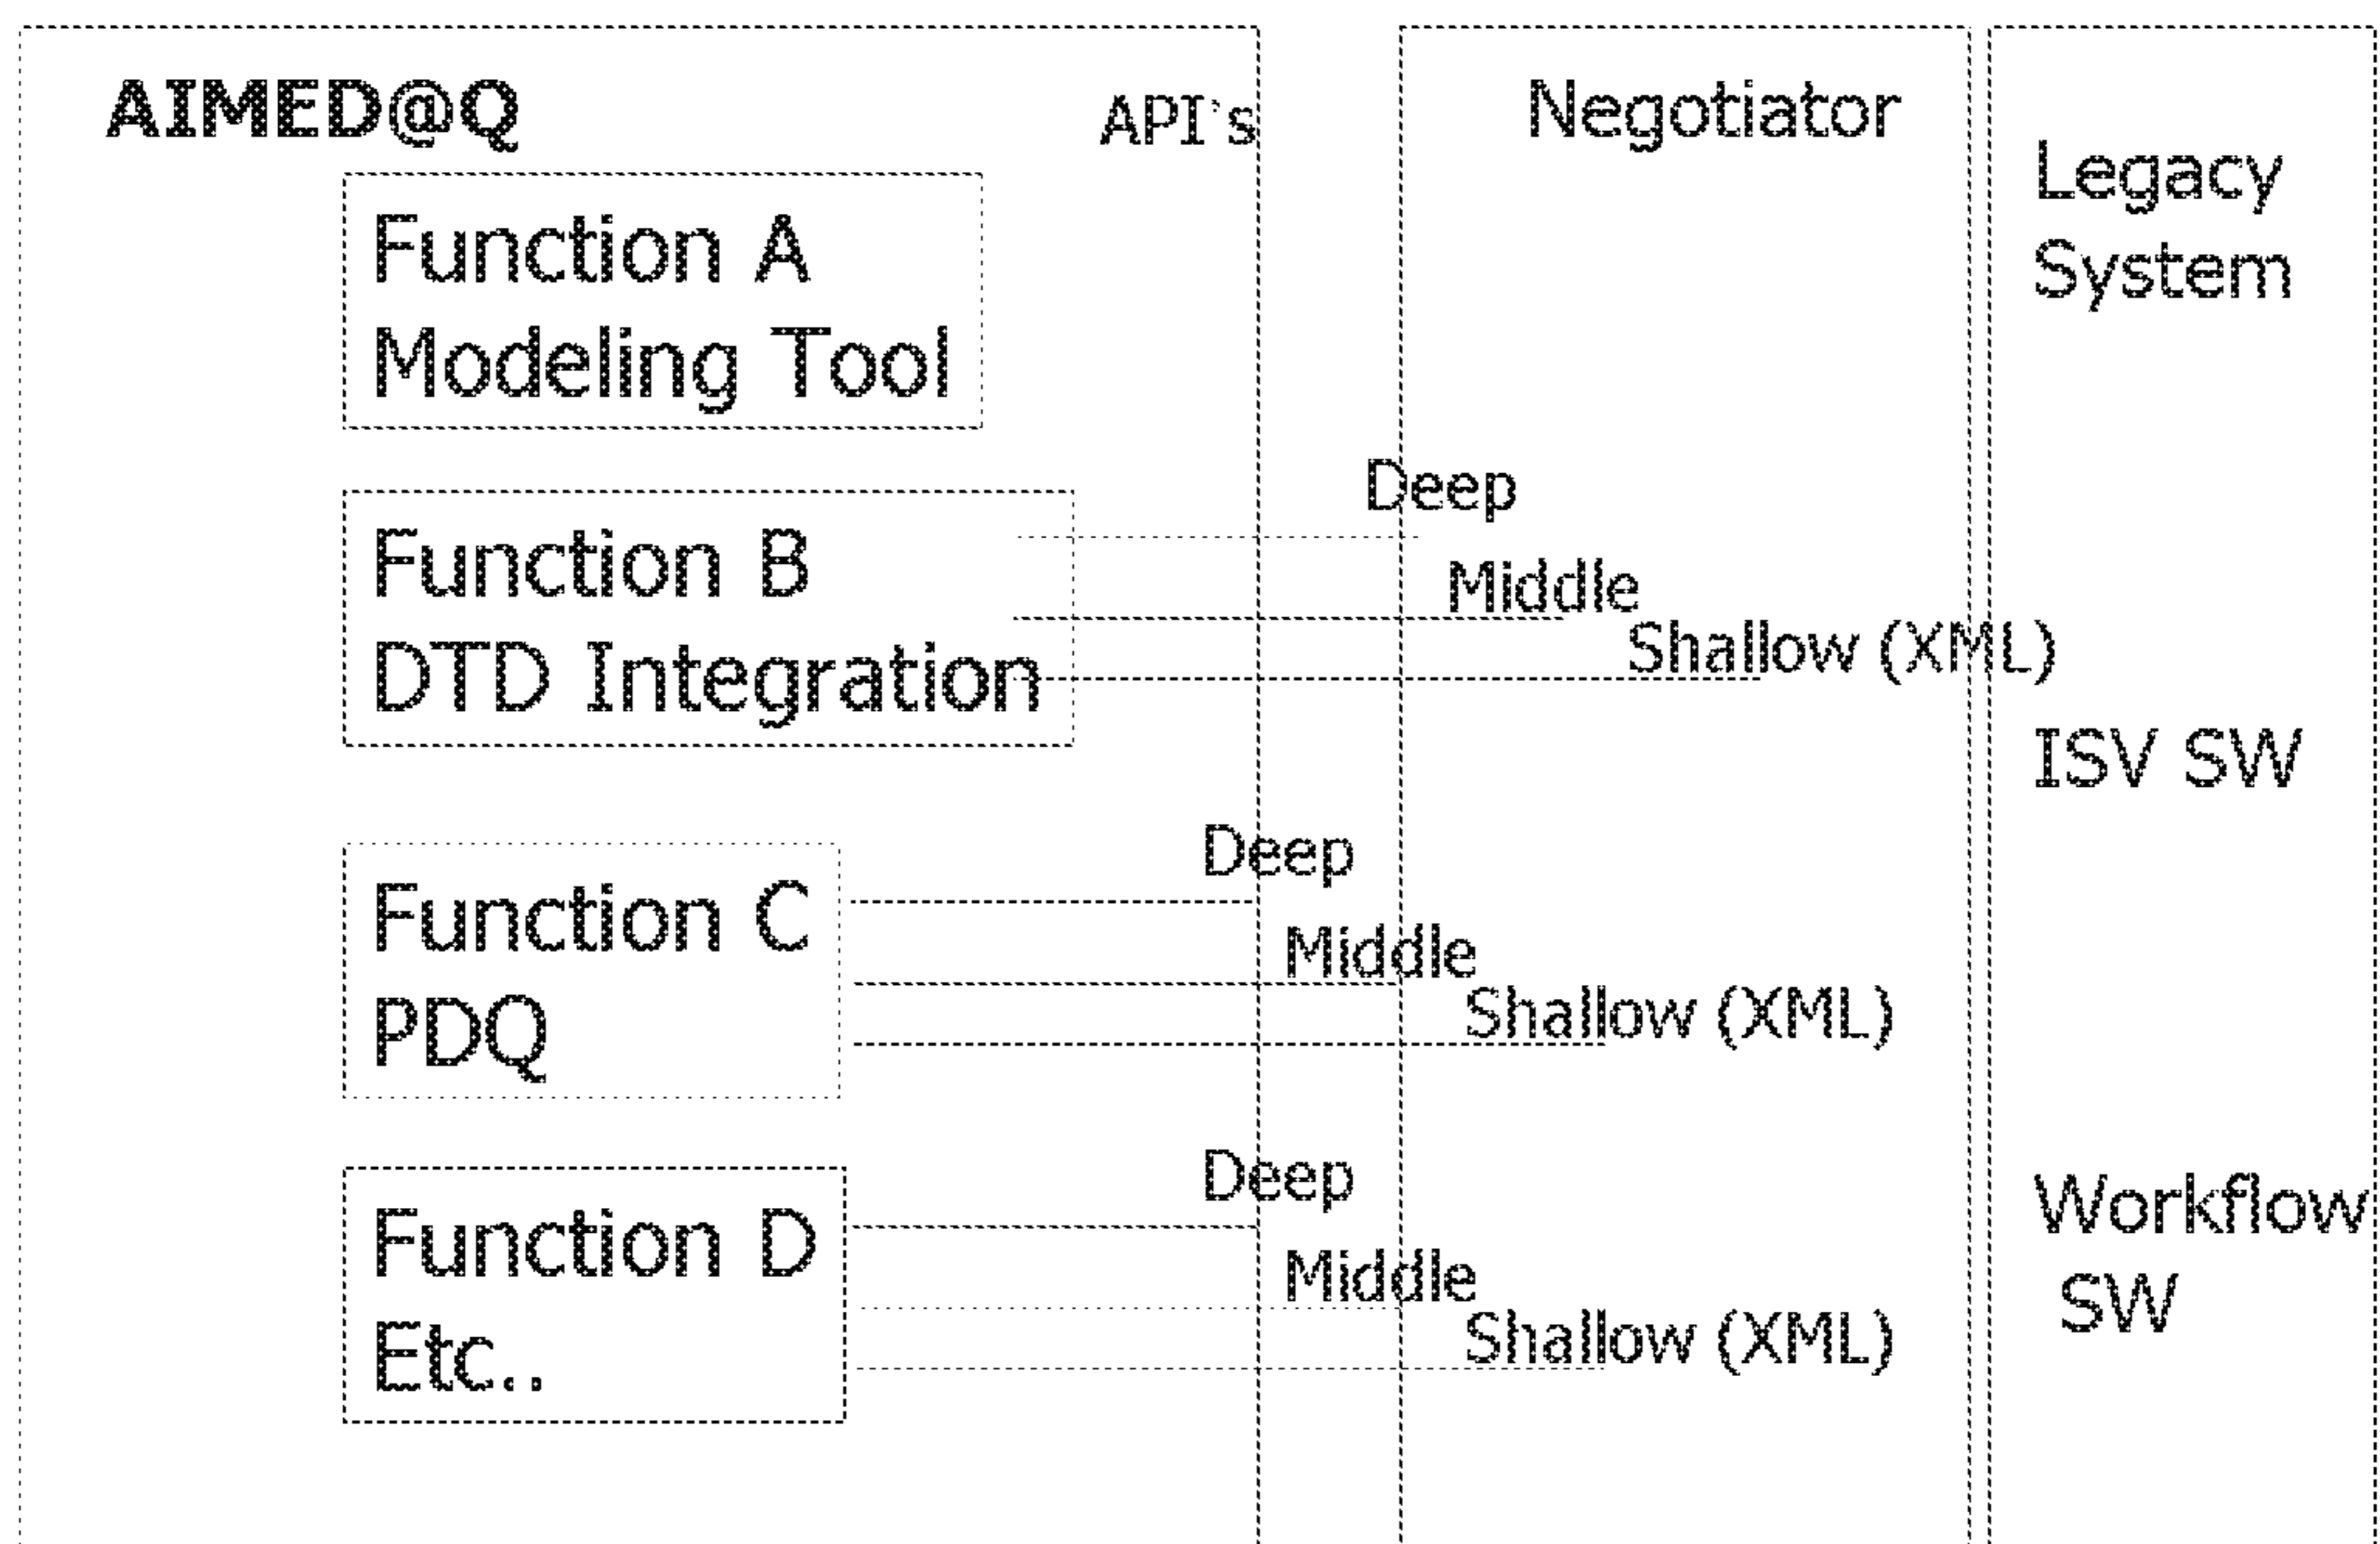 AIMED@Q
API's
Negotiator
Legacy
System
Function A
Modeling Tool
Function B
DTD Integration
Deep
Middle
Shallow (XML)
ISV SW
Function C
PDQ
Deep
Middle
Shallow (XML)
Function D
Etc..
Deep
Middle
Shallow (XML)
Workflow
SW